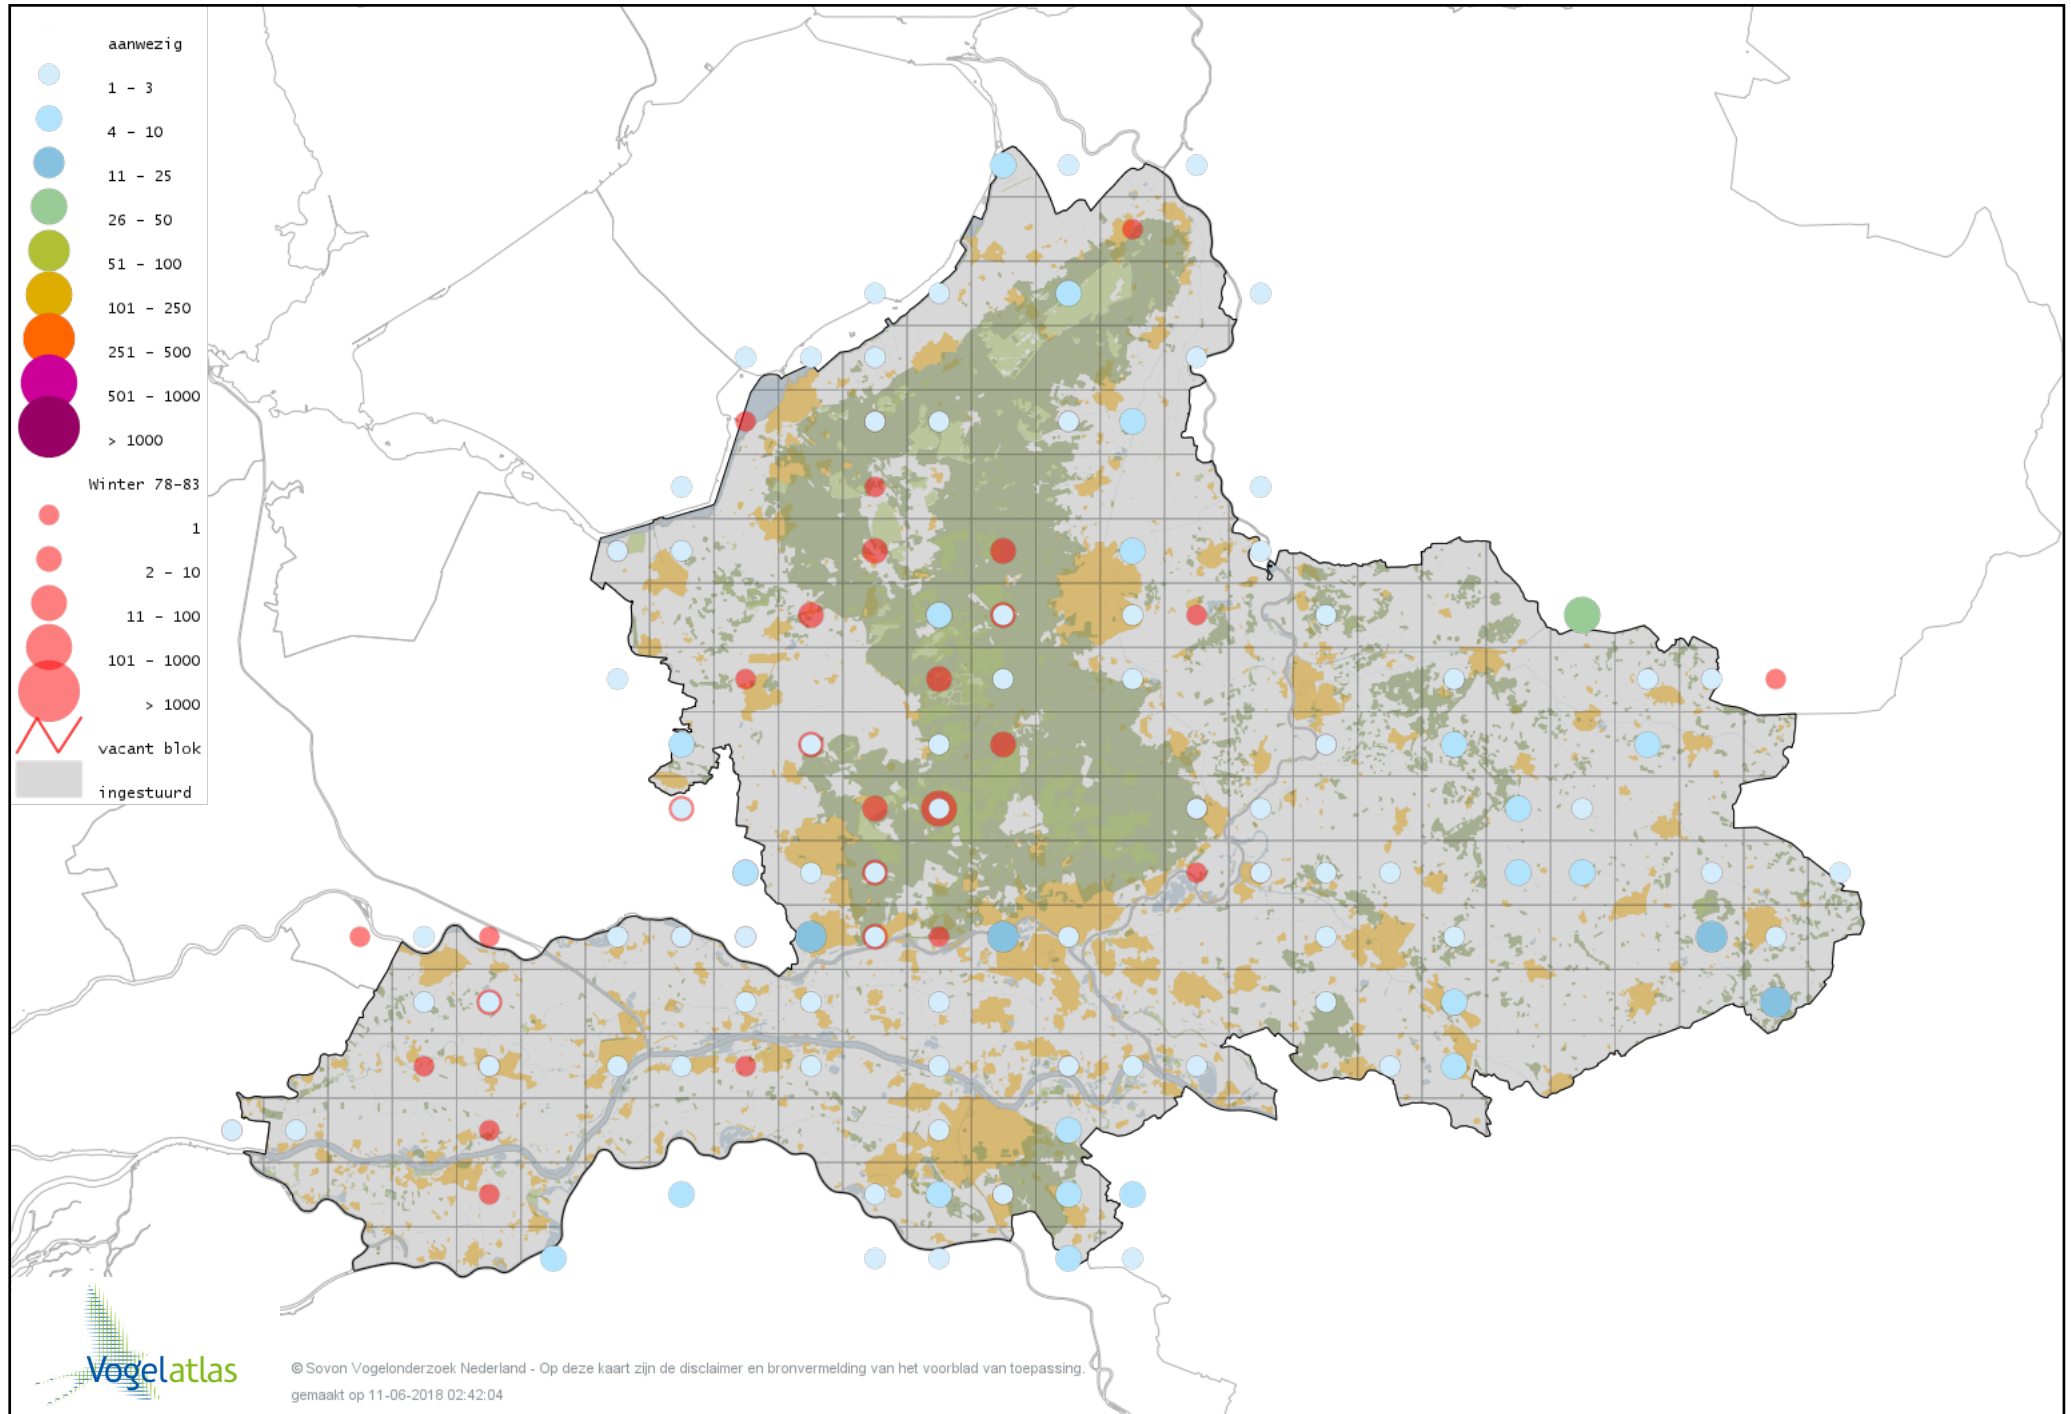 aanwezig
1 - 3
4 - 10
11 - 25
26 - 50
51 - 100
101 - 250
251 - 500
501 - 1000
> 1000
Winter 78-83
1
2 - 10
11 - 100
101 - 1000
> 1000
vacant blok
ingestuurd
Vogelatlas
© Sovon Vogelonderzoek Nederland - Op deze kaart zijn de disclaimer en bronvermelding van het voorblad van toepassing.
gemaakt op 11-06-2018 02:42:04